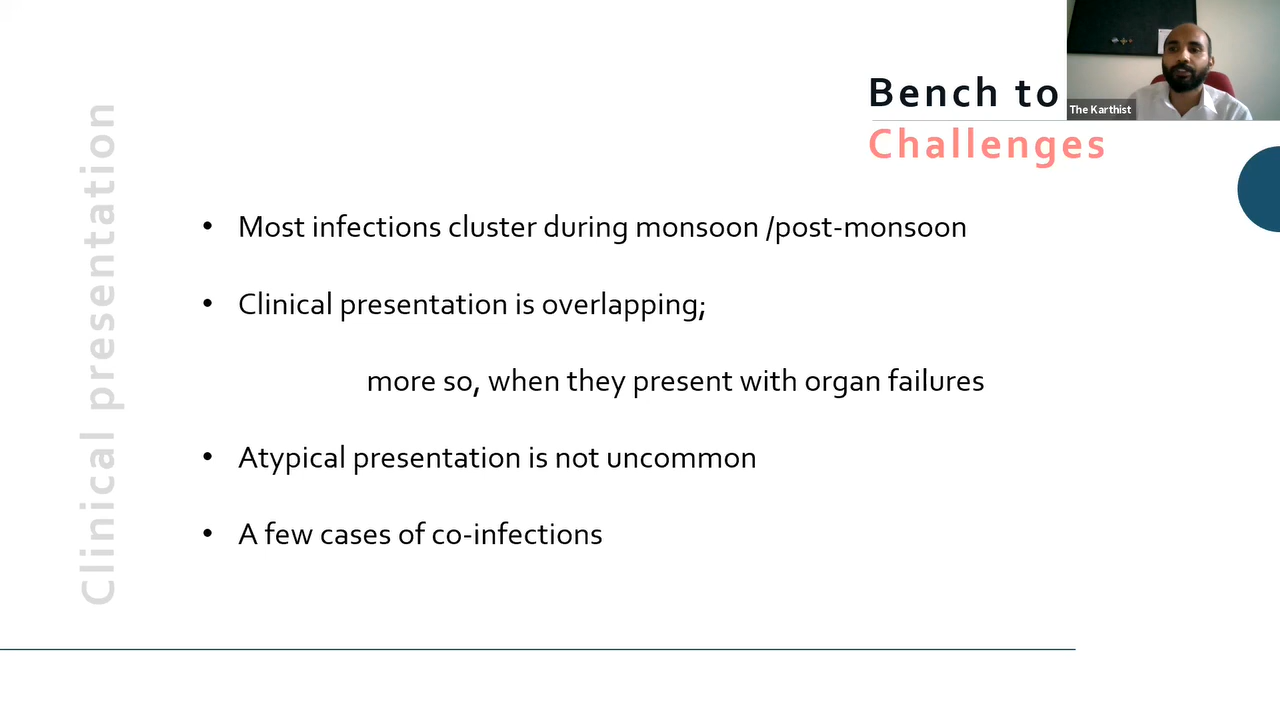 Bench to
Challenges
The Karthist
Clinical presentation
• Most infections cluster during monsoon /post-monsoon
• Clinical presentation is overlapping;
more so, when they present with organ failures
• Atypical presentation is not uncommon
• A few cases of co-infections